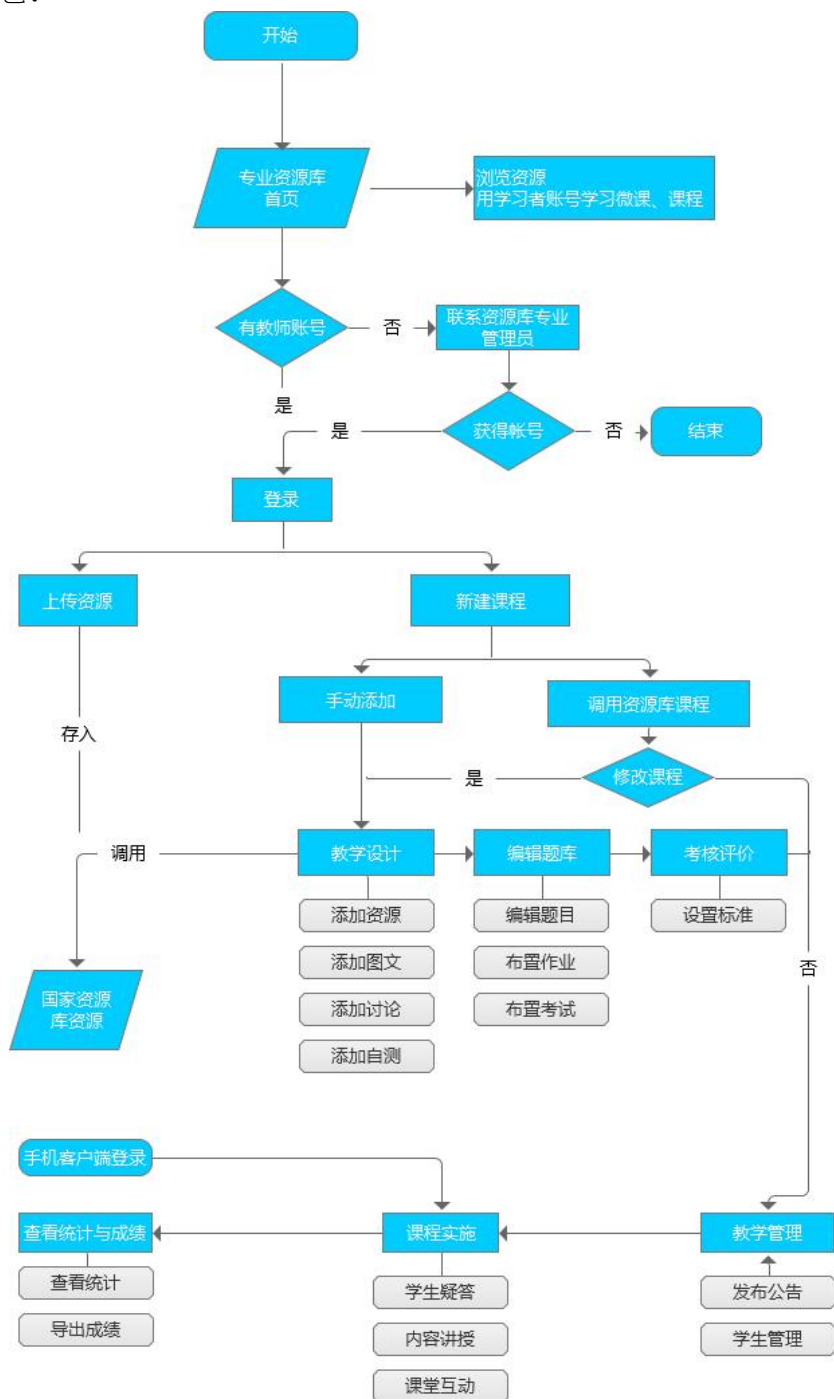 开始
专业资源库
首页
浏览资源
用学习者账号学习微课、课程
有教师账号
否
联系资源库专业
管理员
是
是
获得帐号
否
结束
登录
上传资源
新建课程
手动添加
调用资源库课程
存入
是
修改课程
调用
教学设计
编辑题库
考核评价
添加资源
编辑题目
设置标准
添加图文
布置作业
否
国家资源
库资源
添加讨论
布置考试
添加自测
手机客户端登录
查看统计与成绩
课程实施
教学管理
查看统计
学生疑答
发布公告
导出成绩
内容讲授
学生管理
课堂互动